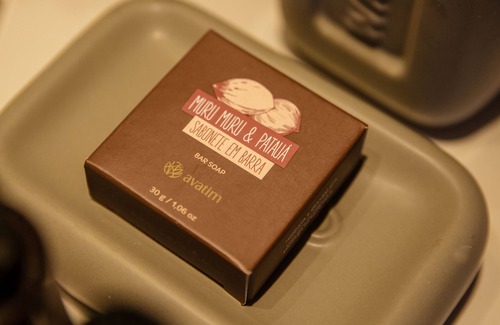 MURU MURU & PATAUÁ
SABONETE EM BARRA
BAR SOAP
avatim
30 g / 1,06 oz